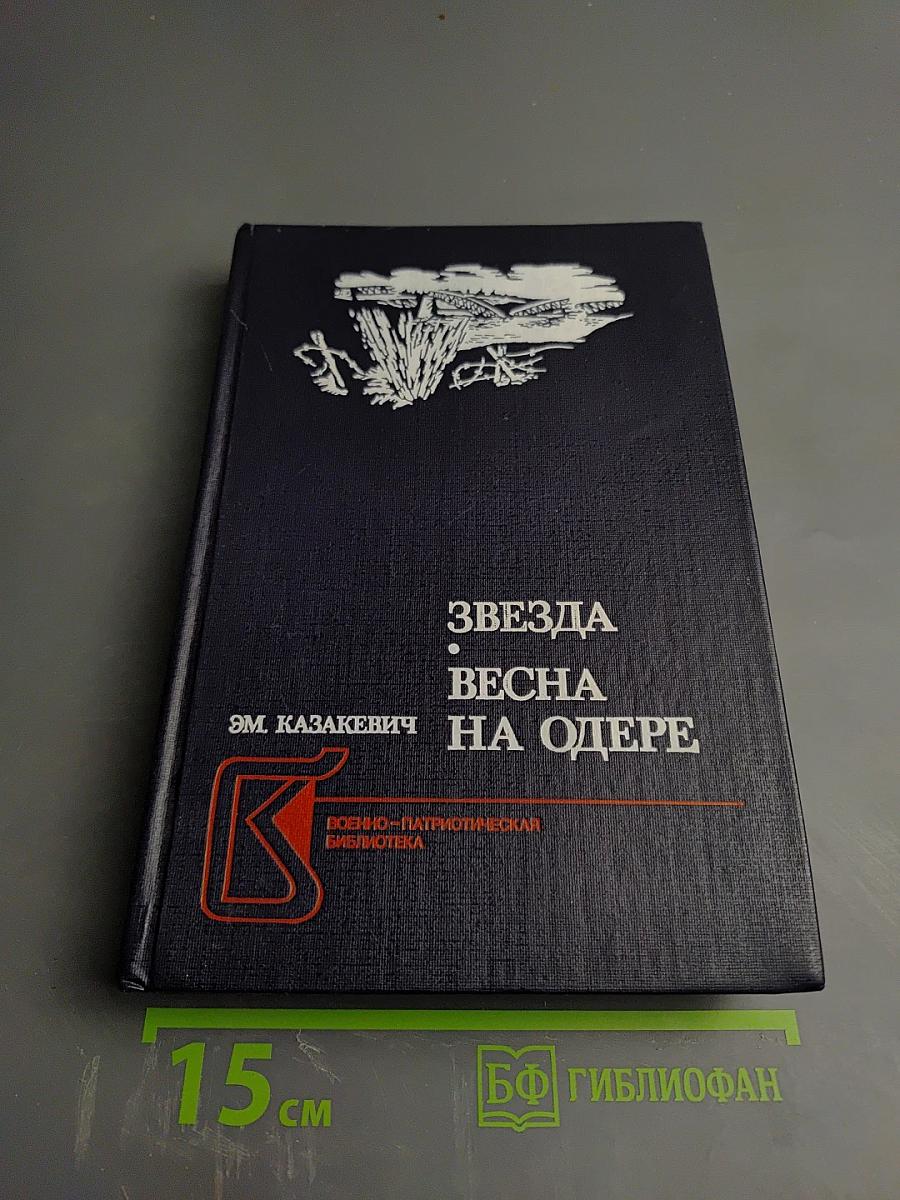 ЗВЕЗДА
•
ВЕСНА
НА ОДЕРЕ
ЭМ. КАЗАКЕВИЧ
ВОЕННО-ПАТРИОТИЧЕСКАЯ
БИБЛИОТЕКА
15 см
БФ ГИБЛИОФАН